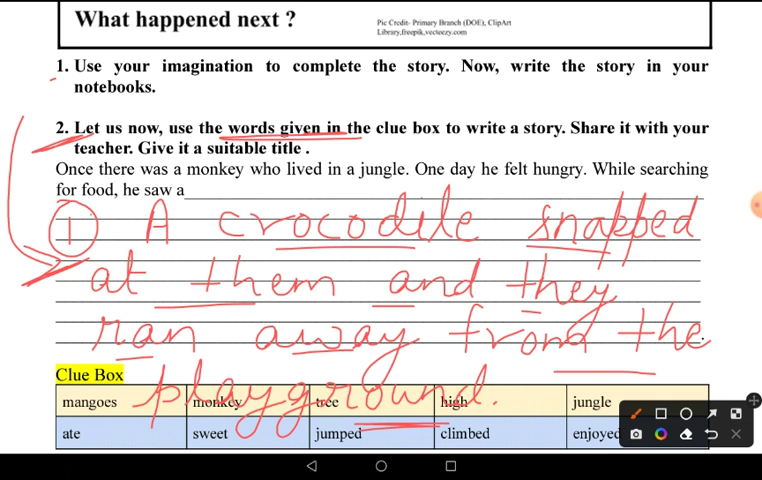 What happened next ?
Pic Credit- Primary Branch (DOE), ClipArt
Library,freepik,vecteezy.com
1. Use your imagination to complete the story. Now, write the story in your
notebooks.
2. Let us now, use the words given in the clue box to write a story. Share it with your
teacher. Give it a suitable title .
Once there was a monkey who lived in a jungle. One day he felt hungry. While searching
for food, he saw a
1 A crocodile snapped
at them and they
ran away from the
playground.
Clue Box
mangoes monkey tree high jungle
ate sweet jumped climbed enjoyed